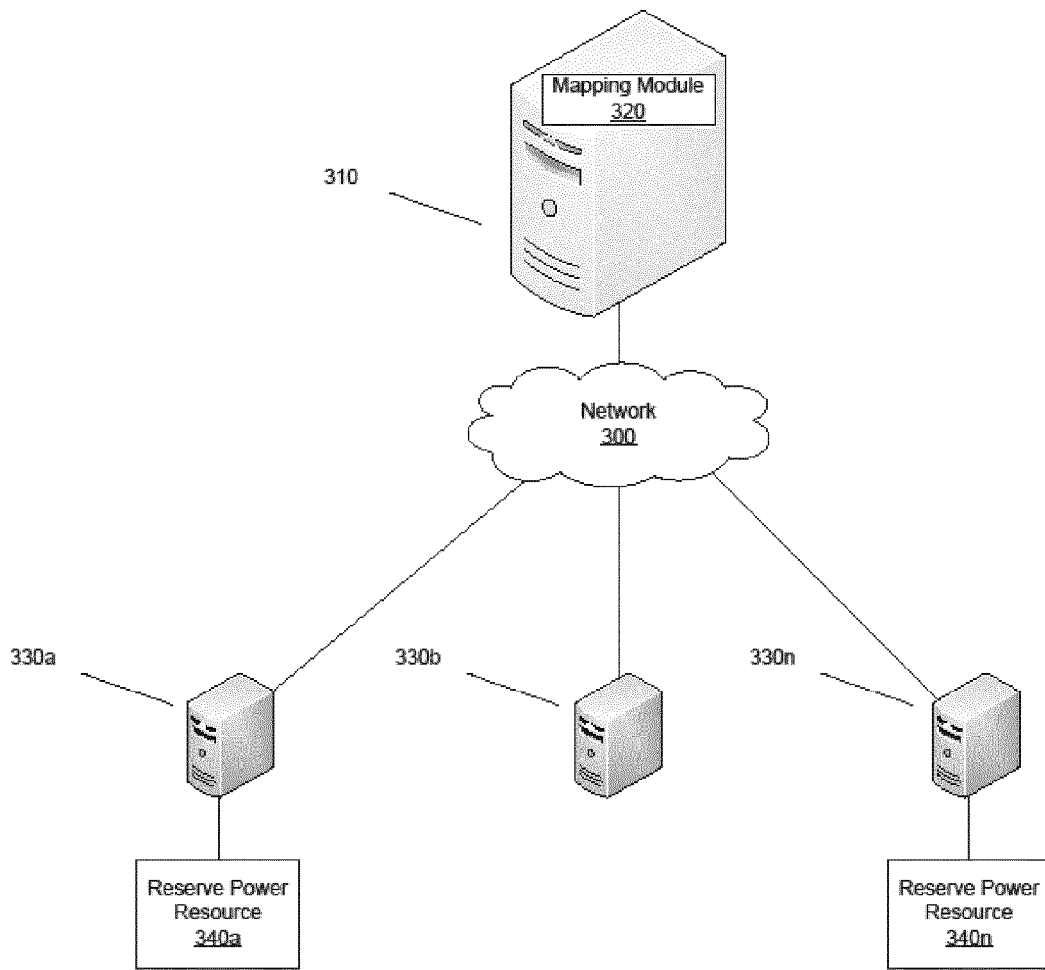 Mapping Module
320
310
Network
300
330a
330b
330n
Reserve Power
Resource
340a
Reserve Power
Resource
340n